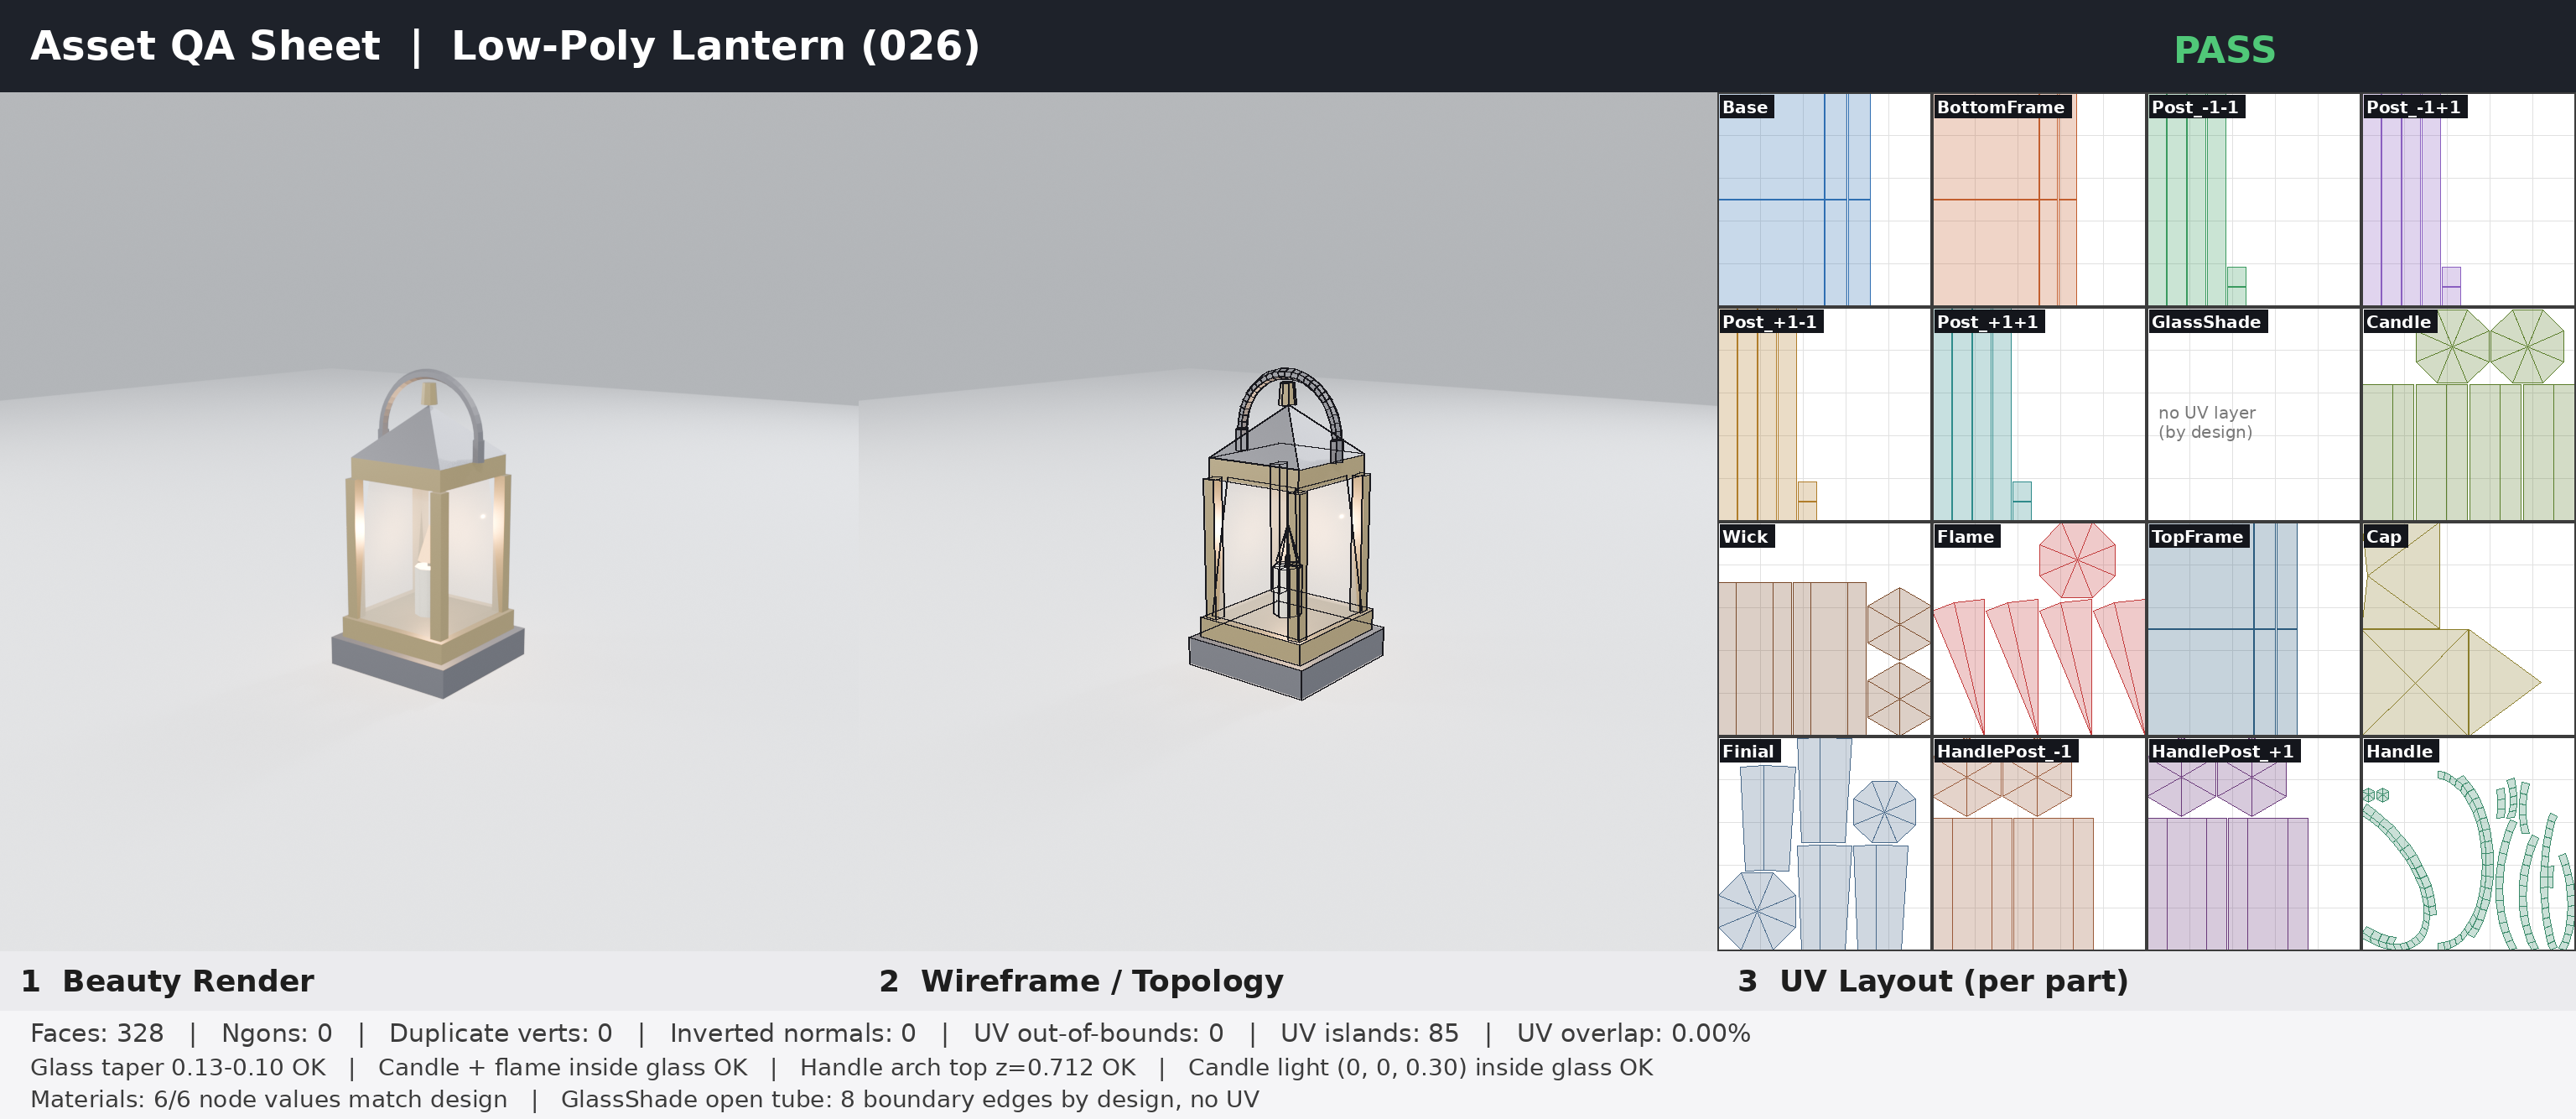 Asset QA Sheet | Low-Poly Lantern (026)
PASS
Base
BottomFrame
Post_-1-1
Post_-1+1
Post_+1-1
Post_+1+1
GlassShade
Candle
no UV layer
(by design)
Wick
Flame
TopFrame
Cap
Finial
HandlePost_-1
HandlePost_+1
Handle
1 Beauty Render
2 Wireframe / Topology
3 UV Layout (per part)
Faces: 328 | Ngons: 0 | Duplicate verts: 0 | Inverted normals: 0 | UV out-of-bounds: 0 | UV islands: 85 | UV overlap: 0.00%
Glass taper 0.13-0.10 OK | Candle + flame inside glass OK | Handle arch top z=0.712 OK | Candle light (0, 0, 0.30) inside glass OK
Materials: 6/6 node values match design | GlassShade open tube: 8 boundary edges by design, no UV